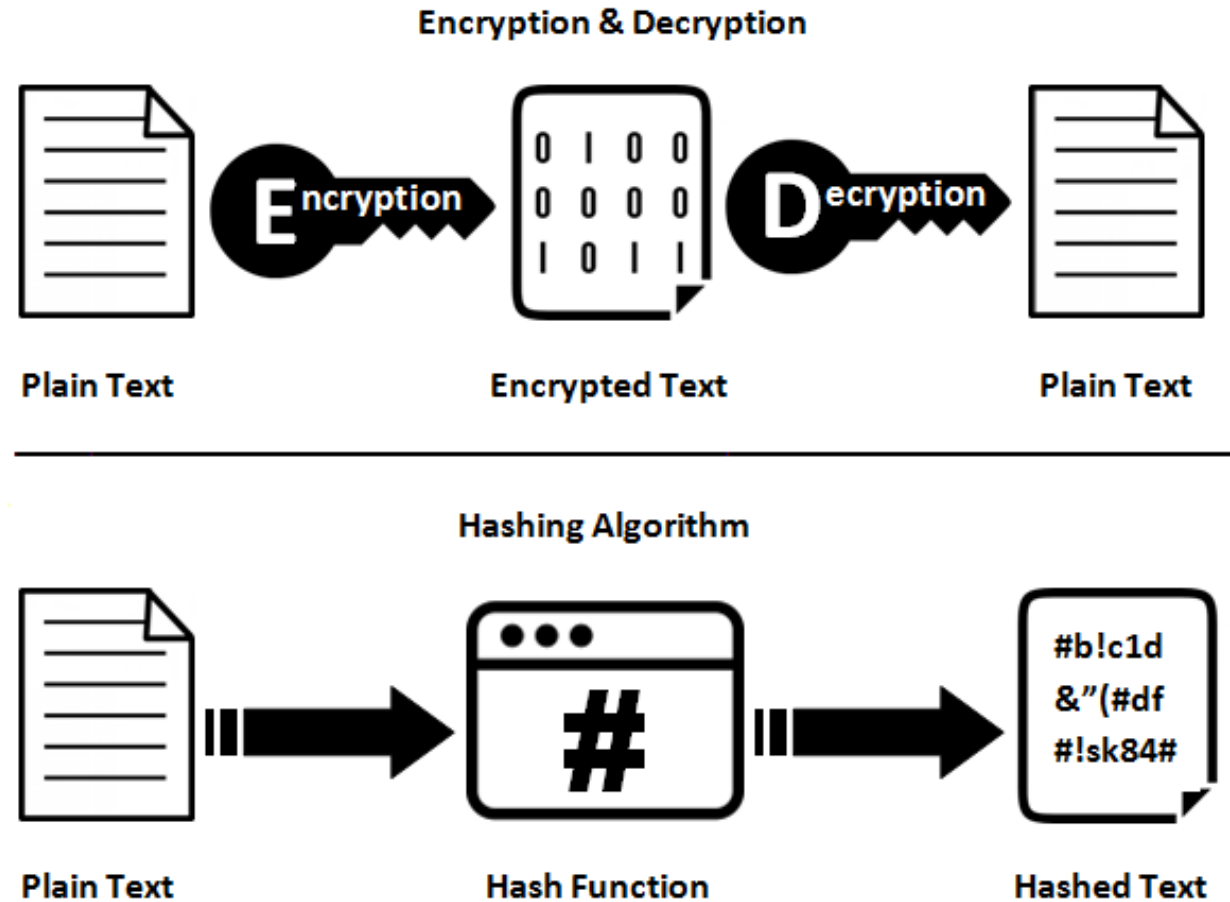 Encryption & Decryption
Encryption
0 1 0 0
0 0 0 0
1 0 1 1
Decryption
Plain Text
Encrypted Text
Plain Text
Hashing Algorithm
#
#b!c1d
&”(#df
#!sk84#
Plain Text
Hash Function
Hashed Text